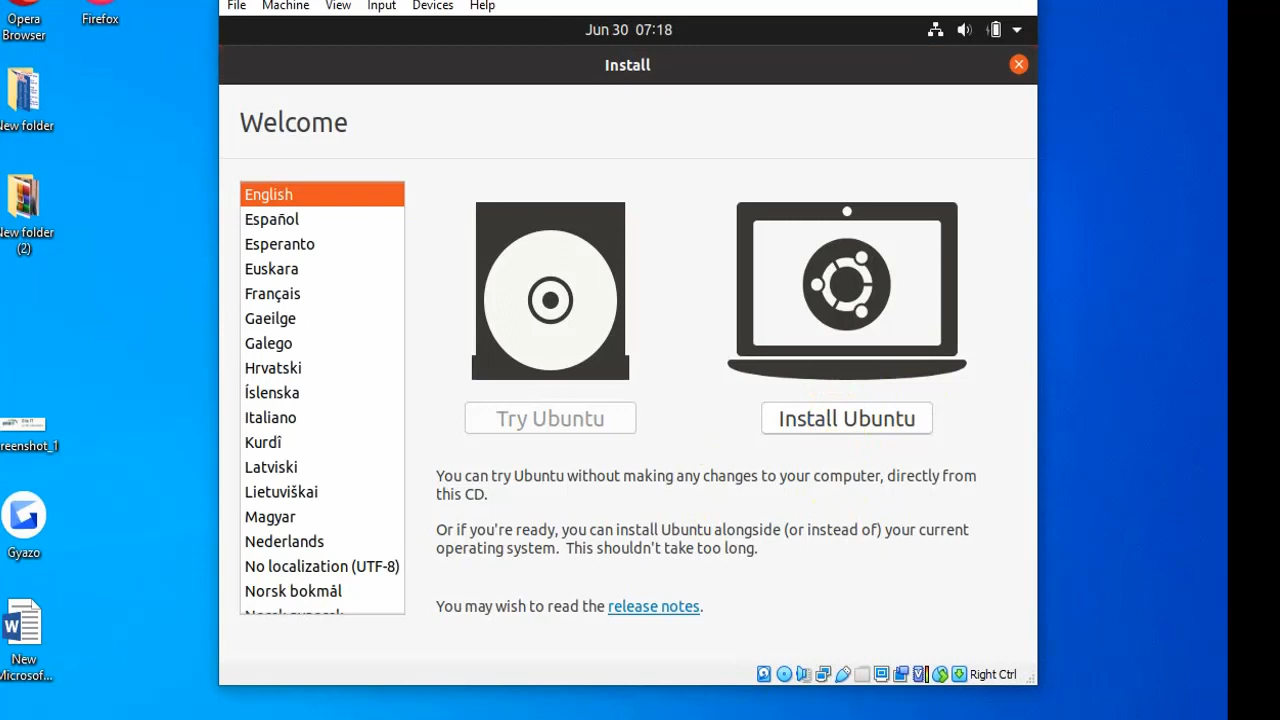 File Machine View Input Devices Help
Jun 30 07:18
Install
Welcome
English
Español
Esperanto
Euskara
Français
Gaeilge
Galego
Hrvatski
Íslenska
Italiano
Kurdî
Latviski
Lietuviškai
Magyar
Nederlands
No localization (UTF-8)
Norsk bokmål
Try Ubuntu
Install Ubuntu
You can try Ubuntu without making any changes to your computer, directly from
this CD.
Or if you're ready, you can install Ubuntu alongside (or instead of) your current
operating system. This shouldn't take too long.
You may wish to read the release notes.
Right Ctrl
Opera
Browser
Firefox
New folder
New folder
(2)
reenshot_1
Gyazo
New
Microsof...